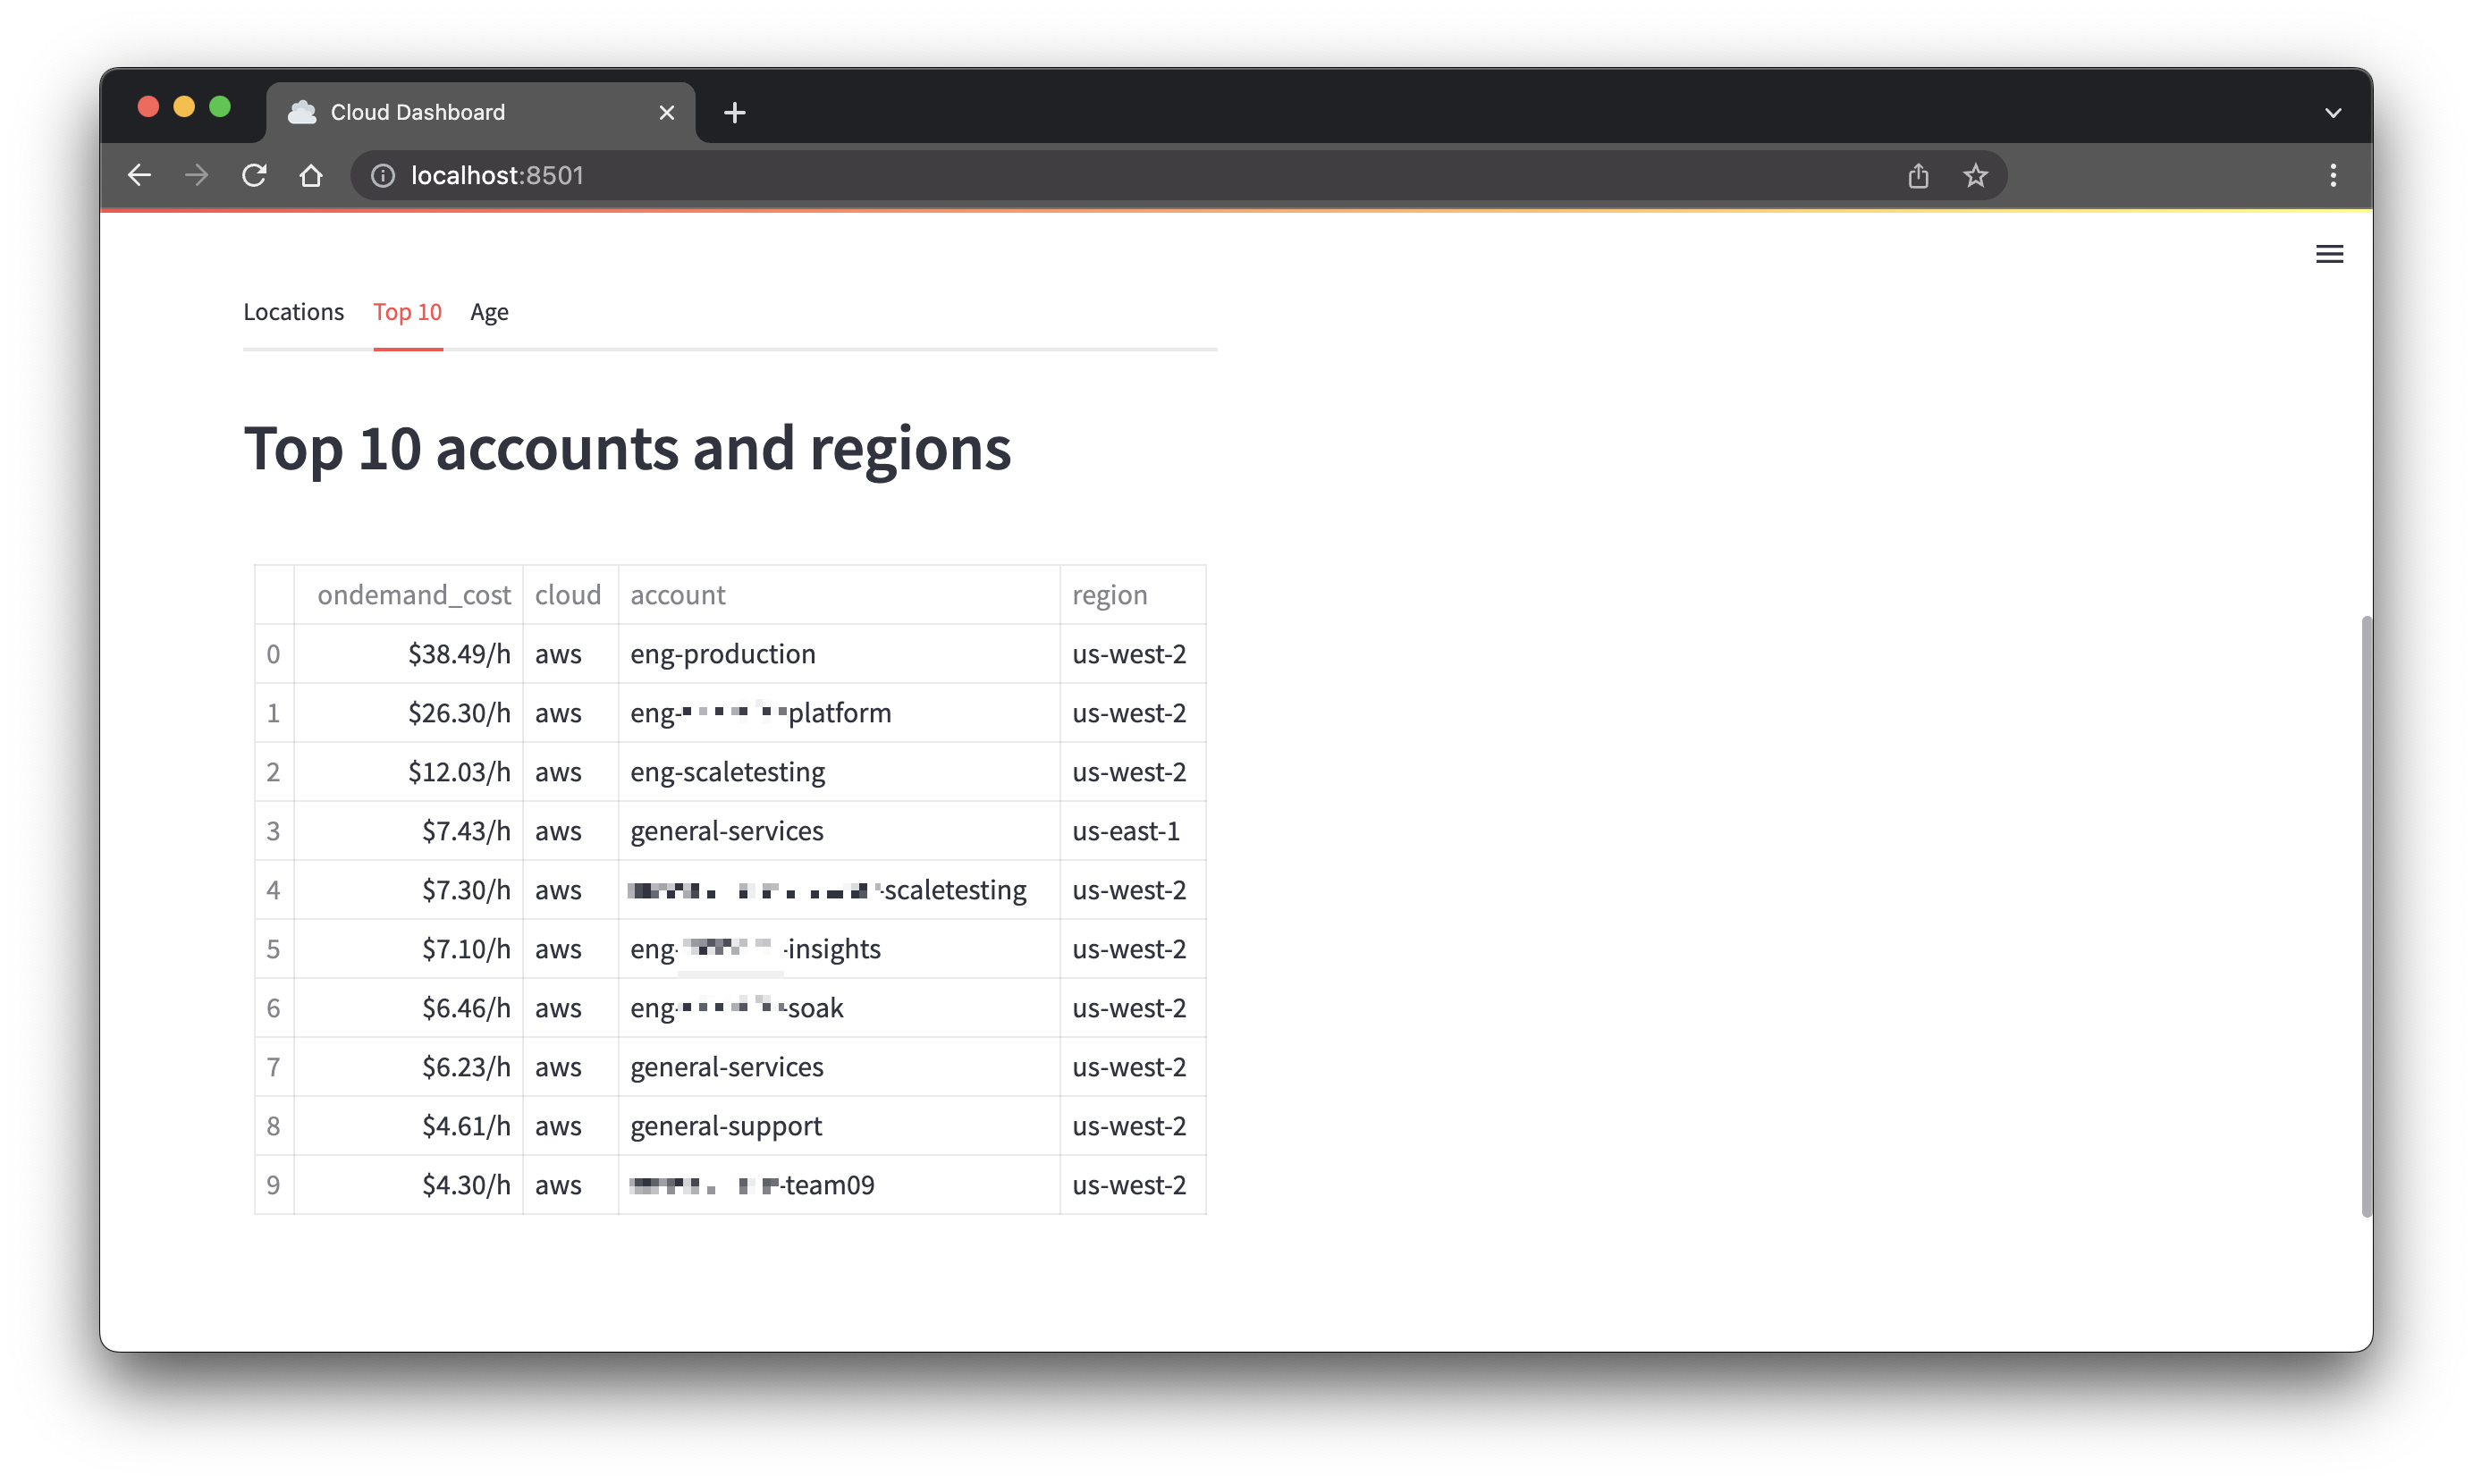 Cloud Dashboard
localhost:8501
Locations Top 10 Age
Top 10 accounts and regions
ondemand_cost cloud account region
0 $38.49/h aws eng-production us-west-2
1 $26.30/h aws eng- platform us-west-2
2 $12.03/h aws eng-scaletesting us-west-2
3 $7.43/h aws general-services us-east-1
4 $7.30/h aws -scaletesting us-west-2
5 $7.10/h aws eng- -insights us-west-2
6 $6.46/h aws eng- -soak us-west-2
7 $6.23/h aws general-services us-west-2
8 $4.61/h aws general-support us-west-2
9 $4.30/h aws -team09 us-west-2